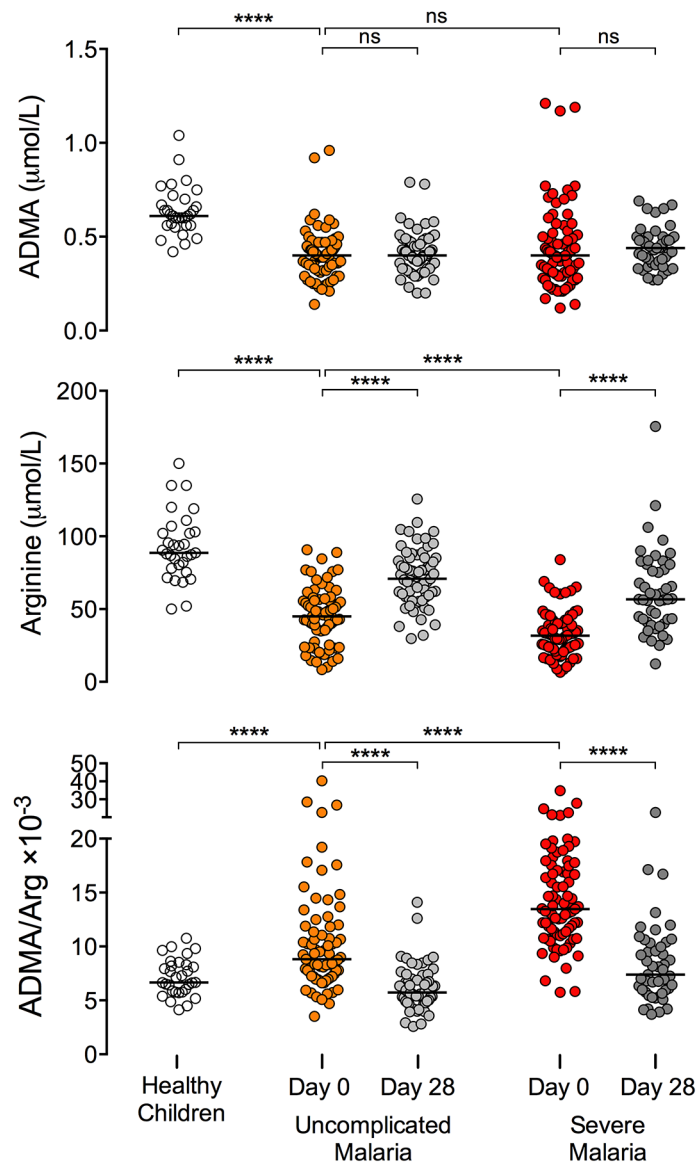 **** ns
ns ns
1.5
1.0
0.5
0.0
ADMA (μmol/L)
**** ****
**** ****
200
150
100
50
0
Arginine (μmol/L)
**** ****
**** ****
50
40
30
20
15
10
5
0
ADMA/Arg ×10⁻³
Healthy Children
Day 0 Day 28 Day 0 Day 28
Uncomplicated Malaria
Severe Malaria